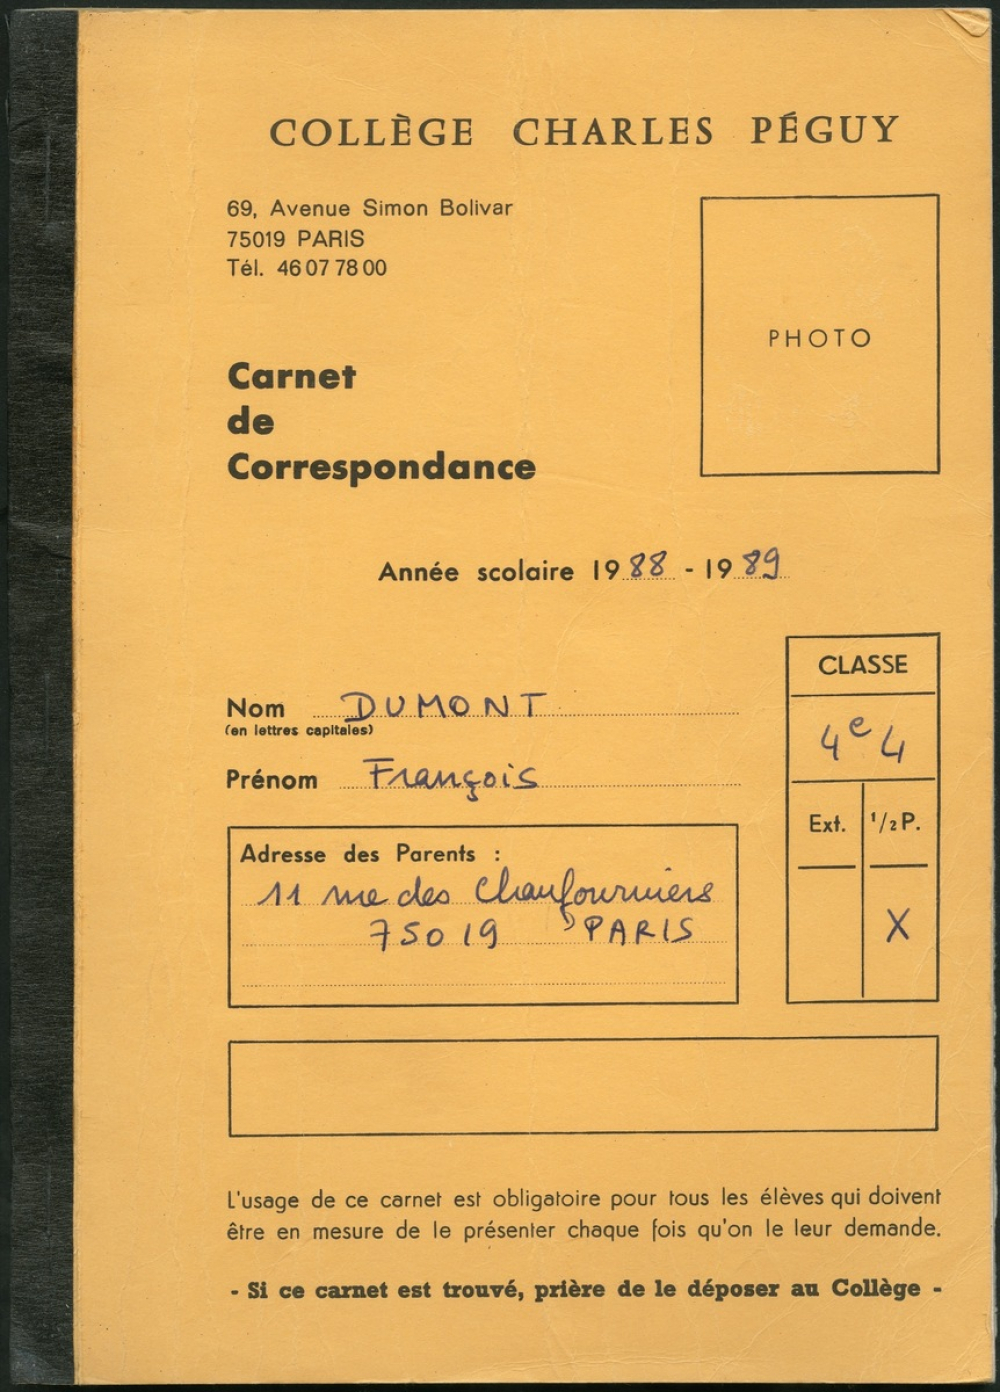 COLLÈGE CHARLES PÉGUY
69, Avenue Simon Bolivar
75019 PARIS
Tél. 46 07 78 00
PHOTO
Carnet
de
Correspondance
Année scolaire 1988 - 1989
CLASSE
4e 4
Nom DUMONT
(en lettres capitales)
Prénom François
Ext. 1/2 P.
X
Adresse des Parents :
11 rue des Chaufourniers
75019 PARIS
L'usage de ce carnet est obligatoire pour tous les élèves qui doivent
être en mesure de le présenter chaque fois qu'on le leur demande.
- Si ce carnet est trouvé, prière de le déposer au Collège -